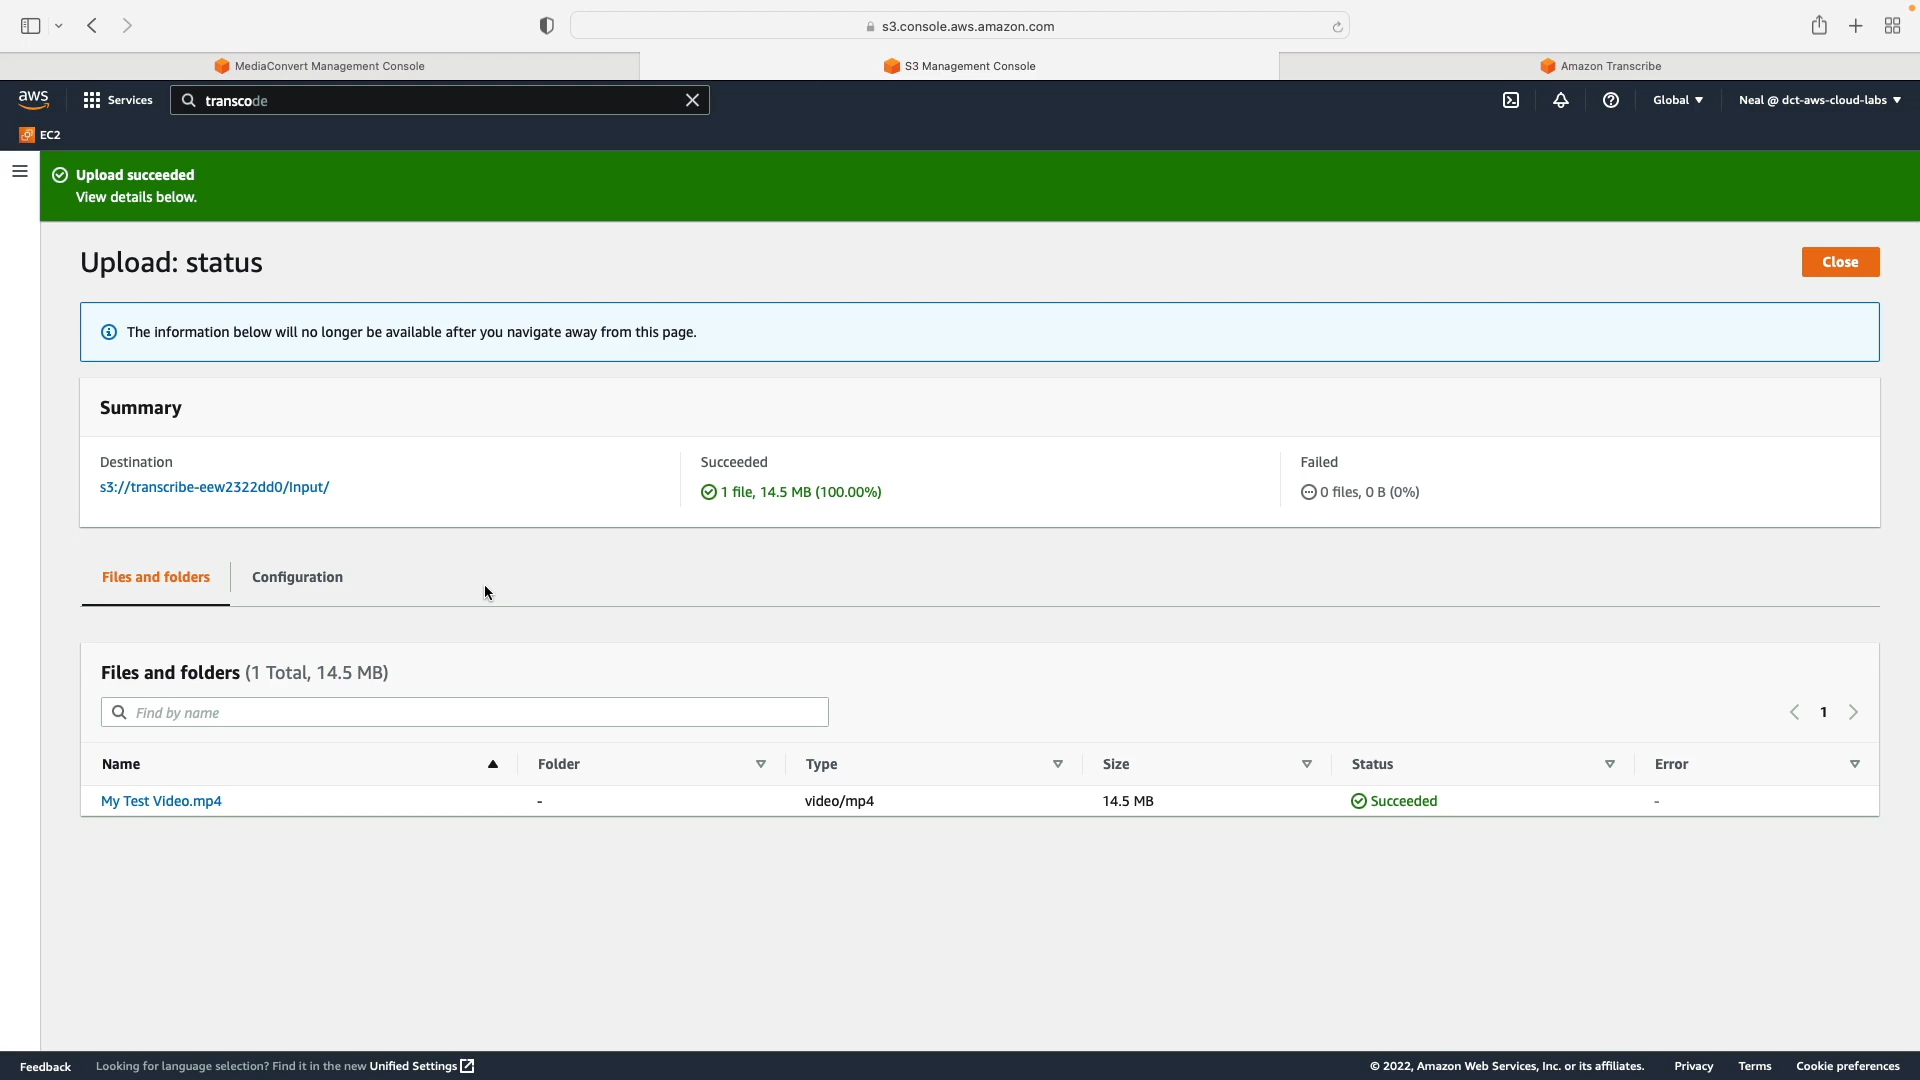 s3.console.aws.amazon.com
MediaConvert Management Console
S3 Management Console
Amazon Transcribe
aws
Services
transcode
Global
Neal @ dct-aws-cloud-labs
EC2
Upload succeeded
View details below.
Upload: status
Close
The information below will no longer be available after you navigate away from this page.
Summary
Destination
s3://transcribe-eew2322dd0/Input/
Succeeded
1 file, 14.5 MB (100.00%)
Failed
0 files, 0 B (0%)
Files and folders
Configuration
Files and folders (1 Total, 14.5 MB)
Find by name
1
Name
Folder
Type
Size
Status
Error
My Test Video.mp4
-
video/mp4
14.5 MB
Succeeded
-
Feedback
Looking for language selection? Find it in the new Unified Settings
© 2022, Amazon Web Services, Inc. or its affiliates.
Privacy
Terms
Cookie preferences